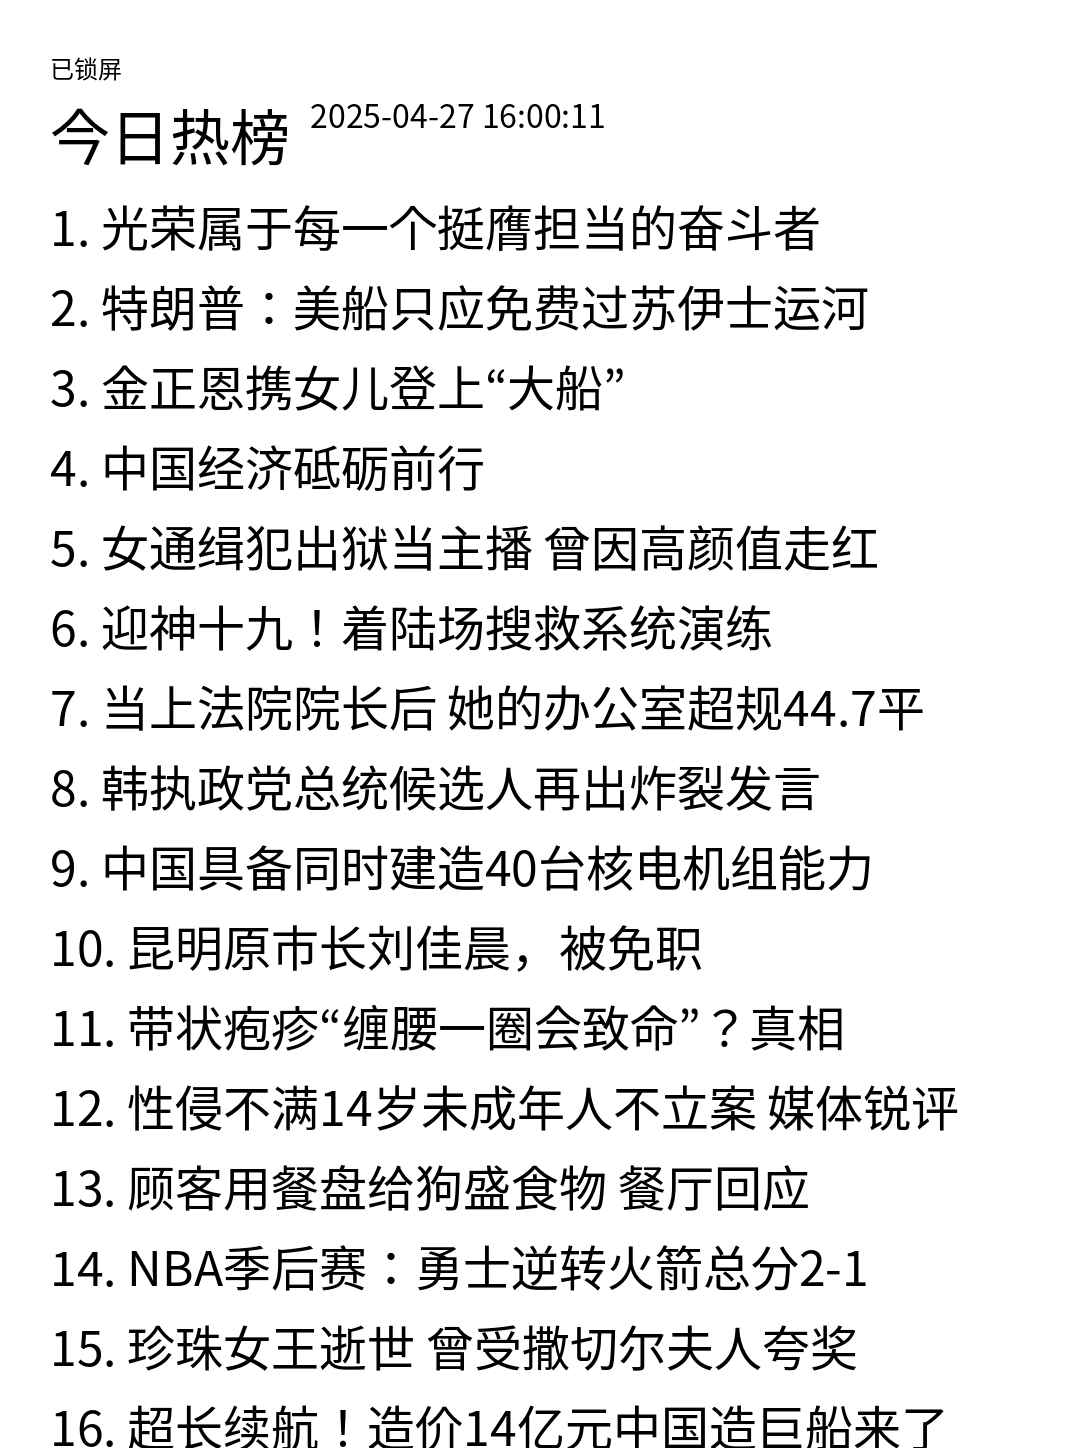 已锁屏
今日热榜 2025-04-27 16:00:11
1. 光荣属于每一个挺膺担当的奋斗者
2. 特朗普：美船只应免费过苏伊士运河
3. 金正恩携女儿登上“大船”
4. 中国经济砥砺前行
5. 女通缉犯出狱当主播 曾因高颜值走红
6. 迎神十九！着陆场搜救系统演练
7. 当上法院院长后 她的办公室超规44.7平
8. 韩执政党总统候选人再出炸裂发言
9. 中国具备同时建造40台核电机组能力
10. 昆明原市长刘佳晨，被免职
11. 带状疱疹“缠腰一圈会致命”？真相
12. 性侵不满14岁未成年人不立案 媒体锐评
13. 顾客用餐盘给狗盛食物 餐厅回应
14. NBA季后赛：勇士逆转火箭总分2-1
15. 珍珠女王逝世 曾受撒切尔夫人夸奖
16. 超长续航！造价14亿元中国造巨船来了